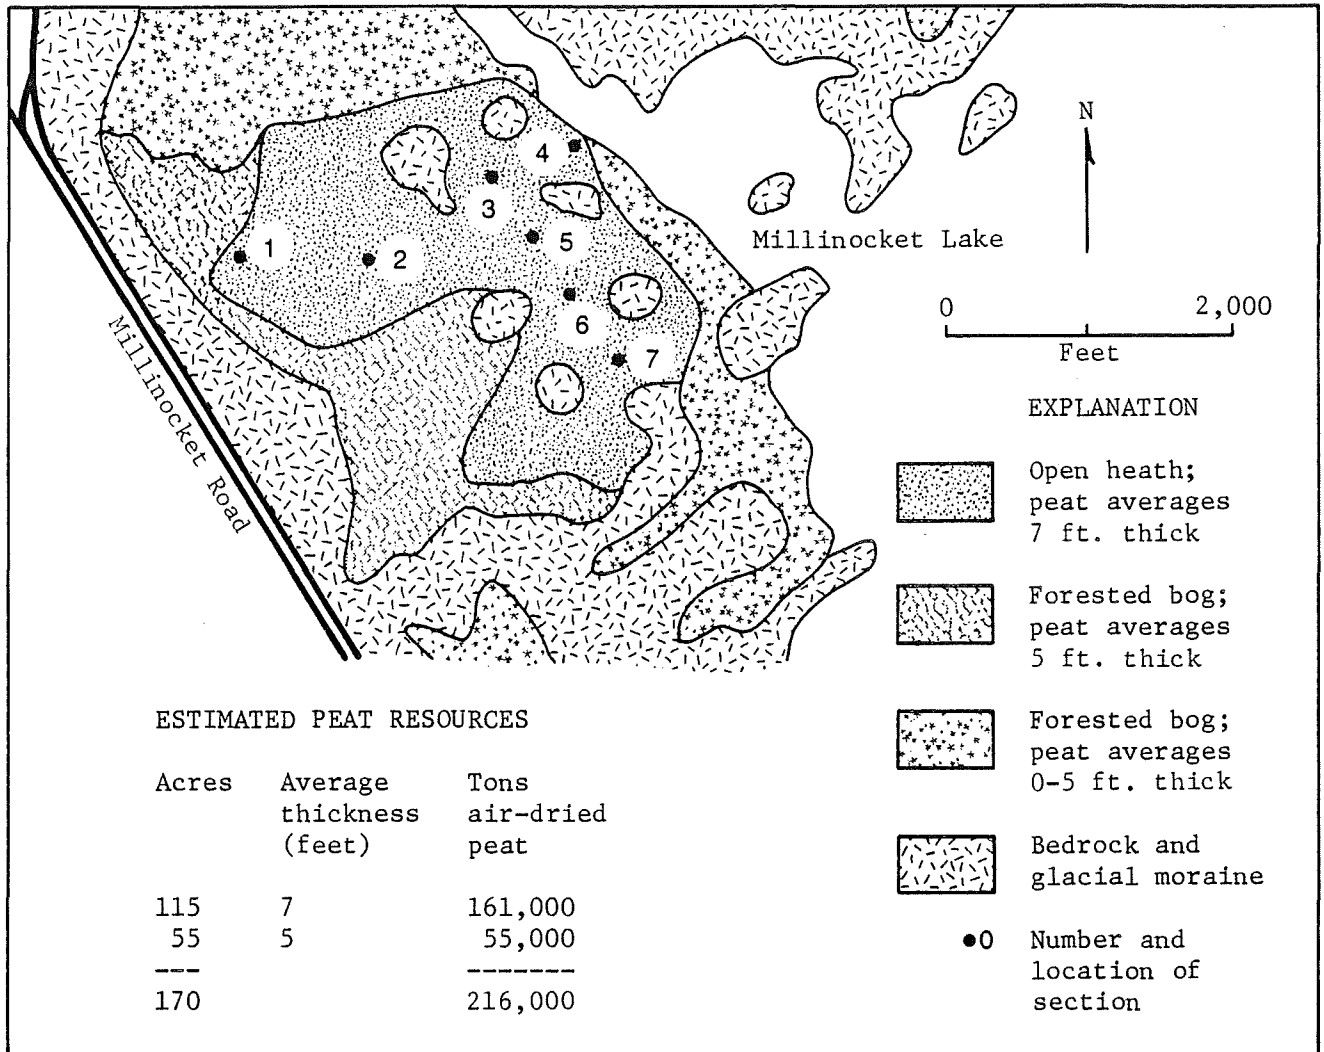 N
4
3
1
2
5
Millinocket Lake
6
7
0 2,000
Feet
Millinocket Road
EXPLANATION
Open heath;
peat averages
7 ft. thick
Forested bog;
peat averages
5 ft. thick
Forested bog;
peat averages
0-5 ft. thick
Bedrock and
glacial moraine
0 Number and
location of
section
ESTIMATED PEAT RESOURCES
Acres Average Tons
thickness air-dried
(feet) peat
115 7 161,000
55 5 55,000
--- -------
170 216,000